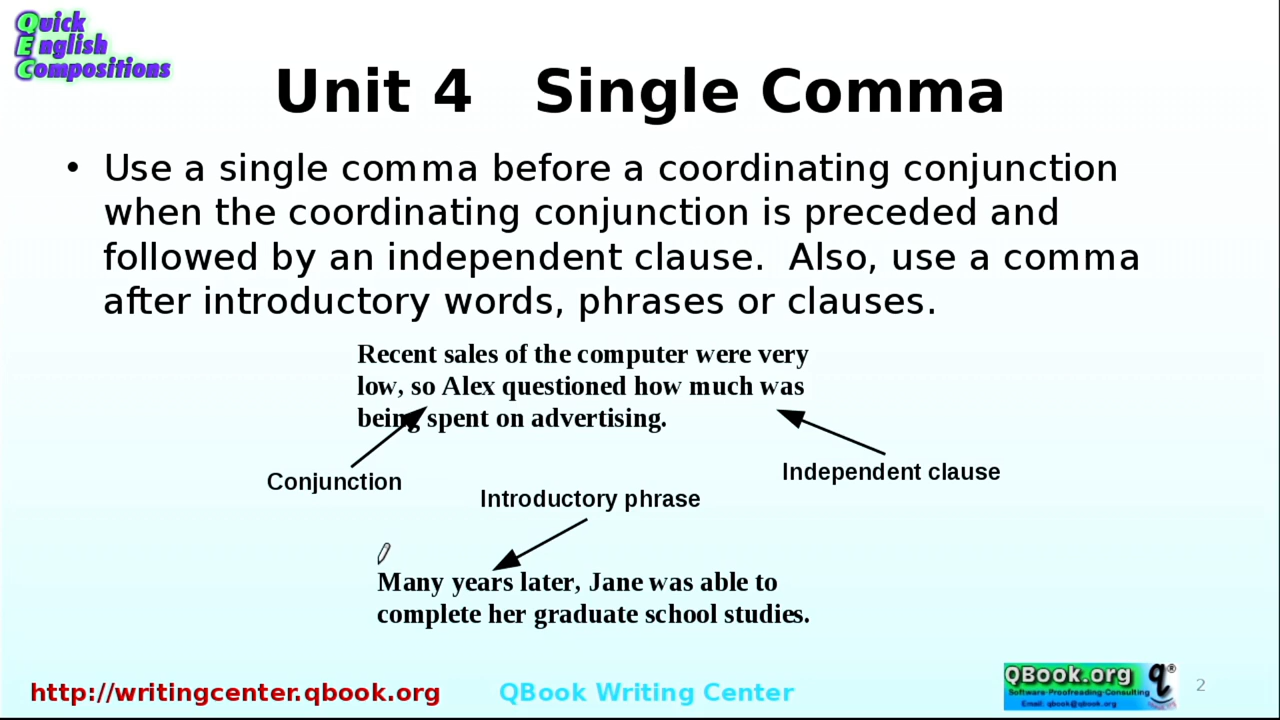 Quick
English
Compositions
Unit 4 Single Comma
• Use a single comma before a coordinating conjunction
when the coordinating conjunction is preceded and
followed by an independent clause. Also, use a comma
after introductory words, phrases or clauses.
Recent sales of the computer were very
low, so Alex questioned how much was
being spent on advertising.
Conjunction
Independent clause
Introductory phrase
Many years later, Jane was able to
complete her graduate school studies.
http://writingcenter.qbook.org
QBook Writing Center
QBook.org q®
Software-Proofreading-Consulting
Email: qbook@qbook.org
2